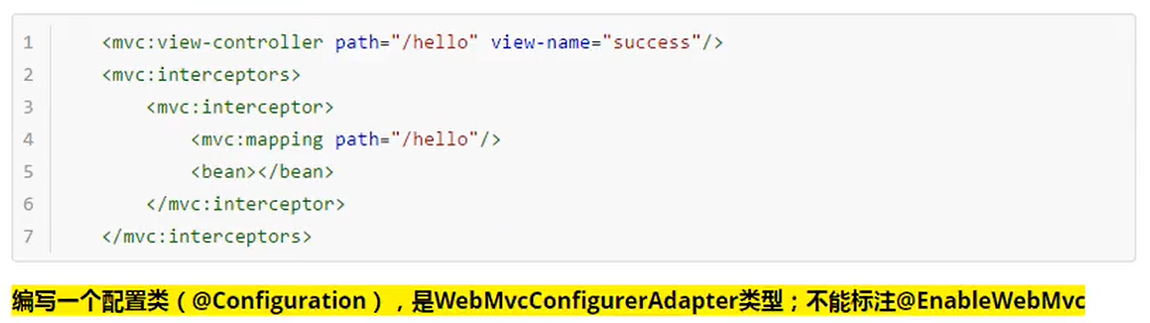 1 <mvc:view-controller path="/hello" view-name="success"/>
2 <mvc:interceptors>
3 <mvc:interceptor>
4 <mvc:mapping path="/hello"/>
5 <bean></bean>
6 </mvc:interceptor>
7 </mvc:interceptors>
编写一个配置类（@Configuration），是WebMvcConfigurerAdapter类型；不能标注@EnableWebMvc